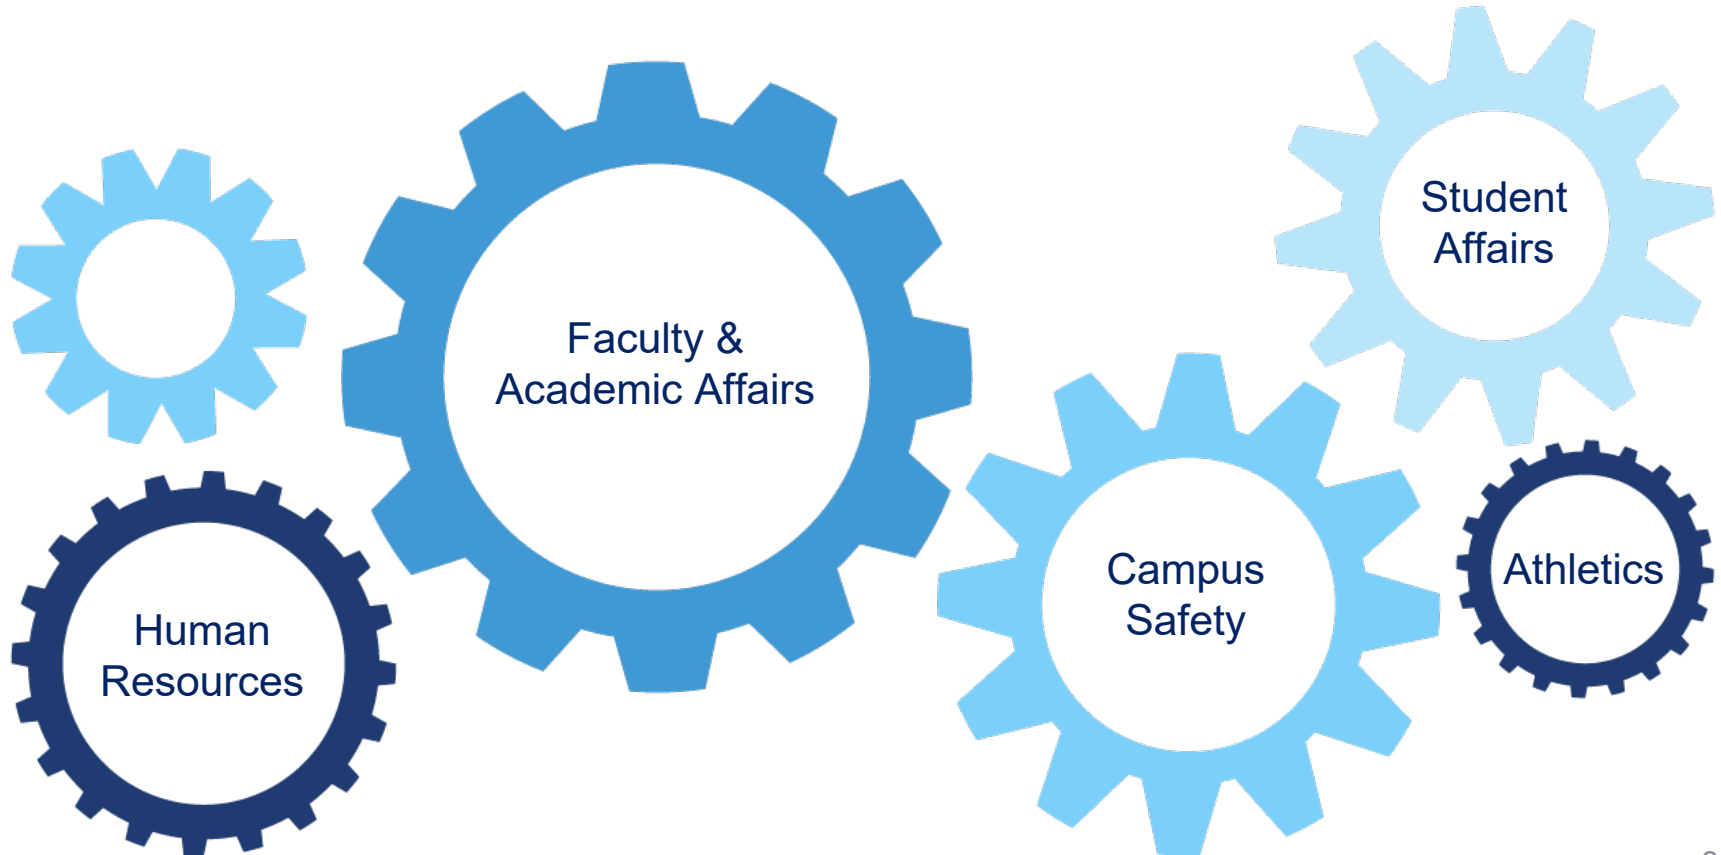 Student
Affairs
Faculty &
Academic Affairs
Campus
Safety
Athletics
Human
Resources